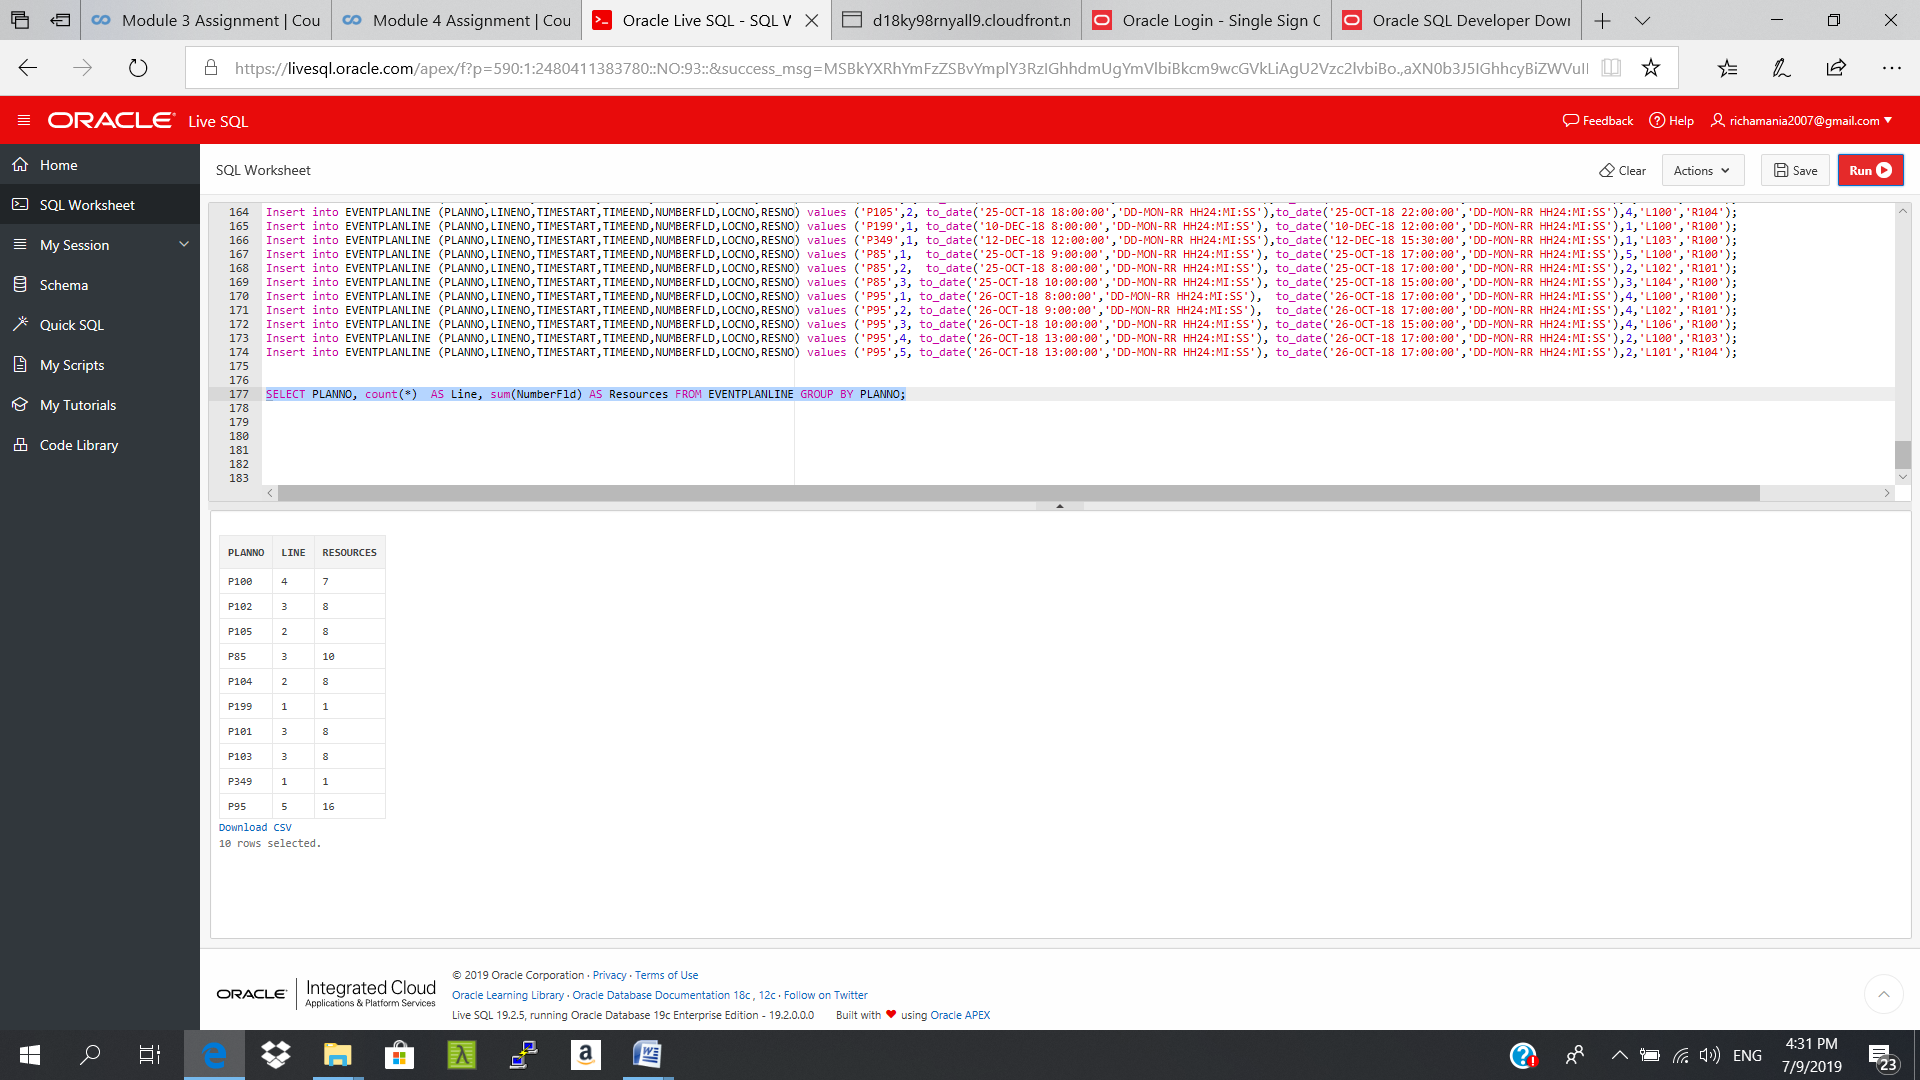 Module 3 Assignment | Cou
Module 4 Assignment | Cou
Oracle Live SQL - SQL W
d18ky98rnyall9.cloudfront.n
Oracle Login - Single Sign O
Oracle SQL Developer Down
https://livesql.oracle.com/apex/f?p=590:1:2480411383780::NO:93::&success_msg=MSBkYXRhYmFzZSBvYmplY3RzIGhhdmUgYmVlbiBkcm9wcGVkLiAgU2Vzc2lvbiBo.,aXN0b3J5IGhhcyBiZWVuII
ORACLE Live SQL
Feedback
Help
richamania2007@gmail.com
Home
SQL Worksheet
My Session
Schema
Quick SQL
My Scripts
My Tutorials
Code Library
SQL Worksheet
Clear
Actions
Save
Run
164 Insert into EVENTPLANLINE (PLANNO,LINENO,TIMESTART,TIMEEND,NUMBERFLD,LOCNO,RESNO) values ('P105',2, to_date('25-OCT-18 18:00:00','DD-MON-RR HH24:MI:SS'),to_date('25-OCT-18 22:00:00','DD-MON-RR HH24:MI:SS'),4,'L100','R104');
165 Insert into EVENTPLANLINE (PLANNO,LINENO,TIMESTART,TIMEEND,NUMBERFLD,LOCNO,RESNO) values ('P199',1, to_date('10-DEC-18 8:00:00','DD-MON-RR HH24:MI:SS'), to_date('10-DEC-18 12:00:00','DD-MON-RR HH24:MI:SS'),1,'L100','R100');
166 Insert into EVENTPLANLINE (PLANNO,LINENO,TIMESTART,TIMEEND,NUMBERFLD,LOCNO,RESNO) values ('P349',1, to_date('12-DEC-18 12:00:00','DD-MON-RR HH24:MI:SS'),to_date('12-DEC-18 15:30:00','DD-MON-RR HH24:MI:SS'),1,'L103','R100');
167 Insert into EVENTPLANLINE (PLANNO,LINENO,TIMESTART,TIMEEND,NUMBERFLD,LOCNO,RESNO) values ('P85',1,  to_date('25-OCT-18 9:00:00','DD-MON-RR HH24:MI:SS'), to_date('25-OCT-18 17:00:00','DD-MON-RR HH24:MI:SS'),5,'L100','R100');
168 Insert into EVENTPLANLINE (PLANNO,LINENO,TIMESTART,TIMEEND,NUMBERFLD,LOCNO,RESNO) values ('P85',2,  to_date('25-OCT-18 8:00:00','DD-MON-RR HH24:MI:SS'), to_date('25-OCT-18 17:00:00','DD-MON-RR HH24:MI:SS'),2,'L102','R101');
169 Insert into EVENTPLANLINE (PLANNO,LINENO,TIMESTART,TIMEEND,NUMBERFLD,LOCNO,RESNO) values ('P85',3, to_date('25-OCT-18 10:00:00','DD-MON-RR HH24:MI:SS'), to_date('25-OCT-18 15:00:00','DD-MON-RR HH24:MI:SS'),3,'L104','R100');
170 Insert into EVENTPLANLINE (PLANNO,LINENO,TIMESTART,TIMEEND,NUMBERFLD,LOCNO,RESNO) values ('P95',1, to_date('26-OCT-18 8:00:00','DD-MON-RR HH24:MI:SS'),  to_date('26-OCT-18 17:00:00','DD-MON-RR HH24:MI:SS'),4,'L100','R100');
171 Insert into EVENTPLANLINE (PLANNO,LINENO,TIMESTART,TIMEEND,NUMBERFLD,LOCNO,RESNO) values ('P95',2, to_date('26-OCT-18 9:00:00','DD-MON-RR HH24:MI:SS'),  to_date('26-OCT-18 17:00:00','DD-MON-RR HH24:MI:SS'),4,'L102','R101');
172 Insert into EVENTPLANLINE (PLANNO,LINENO,TIMESTART,TIMEEND,NUMBERFLD,LOCNO,RESNO) values ('P95',3, to_date('26-OCT-18 10:00:00','DD-MON-RR HH24:MI:SS'), to_date('26-OCT-18 15:00:00','DD-MON-RR HH24:MI:SS'),4,'L106','R100');
173 Insert into EVENTPLANLINE (PLANNO,LINENO,TIMESTART,TIMEEND,NUMBERFLD,LOCNO,RESNO) values ('P95',4, to_date('26-OCT-18 13:00:00','DD-MON-RR HH24:MI:SS'), to_date('26-OCT-18 17:00:00','DD-MON-RR HH24:MI:SS'),2,'L100','R103');
174 Insert into EVENTPLANLINE (PLANNO,LINENO,TIMESTART,TIMEEND,NUMBERFLD,LOCNO,RESNO) values ('P95',5, to_date('26-OCT-18 13:00:00','DD-MON-RR HH24:MI:SS'), to_date('26-OCT-18 17:00:00','DD-MON-RR HH24:MI:SS'),2,'L101','R104');
175
176
177 SELECT PLANNO, count(*)  AS Line, sum(NumberFld) AS Resources FROM EVENTPLANLINE GROUP BY PLANNO;
178
179
180
181
182
183
PLANNO LINE RESOURCES
P100 4 7
P102 3 8
P105 2 8
P85 3 10
P104 2 8
P199 1 1
P101 3 8
P103 3 8
P349 1 1
P95 5 16
Download CSV
10 rows selected.
ORACLE Integrated Cloud
Applications & Platform Services
© 2019 Oracle Corporation · Privacy · Terms of Use
Oracle Learning Library · Oracle Database Documentation 18c , 12c · Follow on Twitter
Live SQL 19.2.5, running Oracle Database 19c Enterprise Edition - 19.2.0.0.0 Built with ♥ using Oracle APEX
ENG
4:31 PM
7/9/2019
23